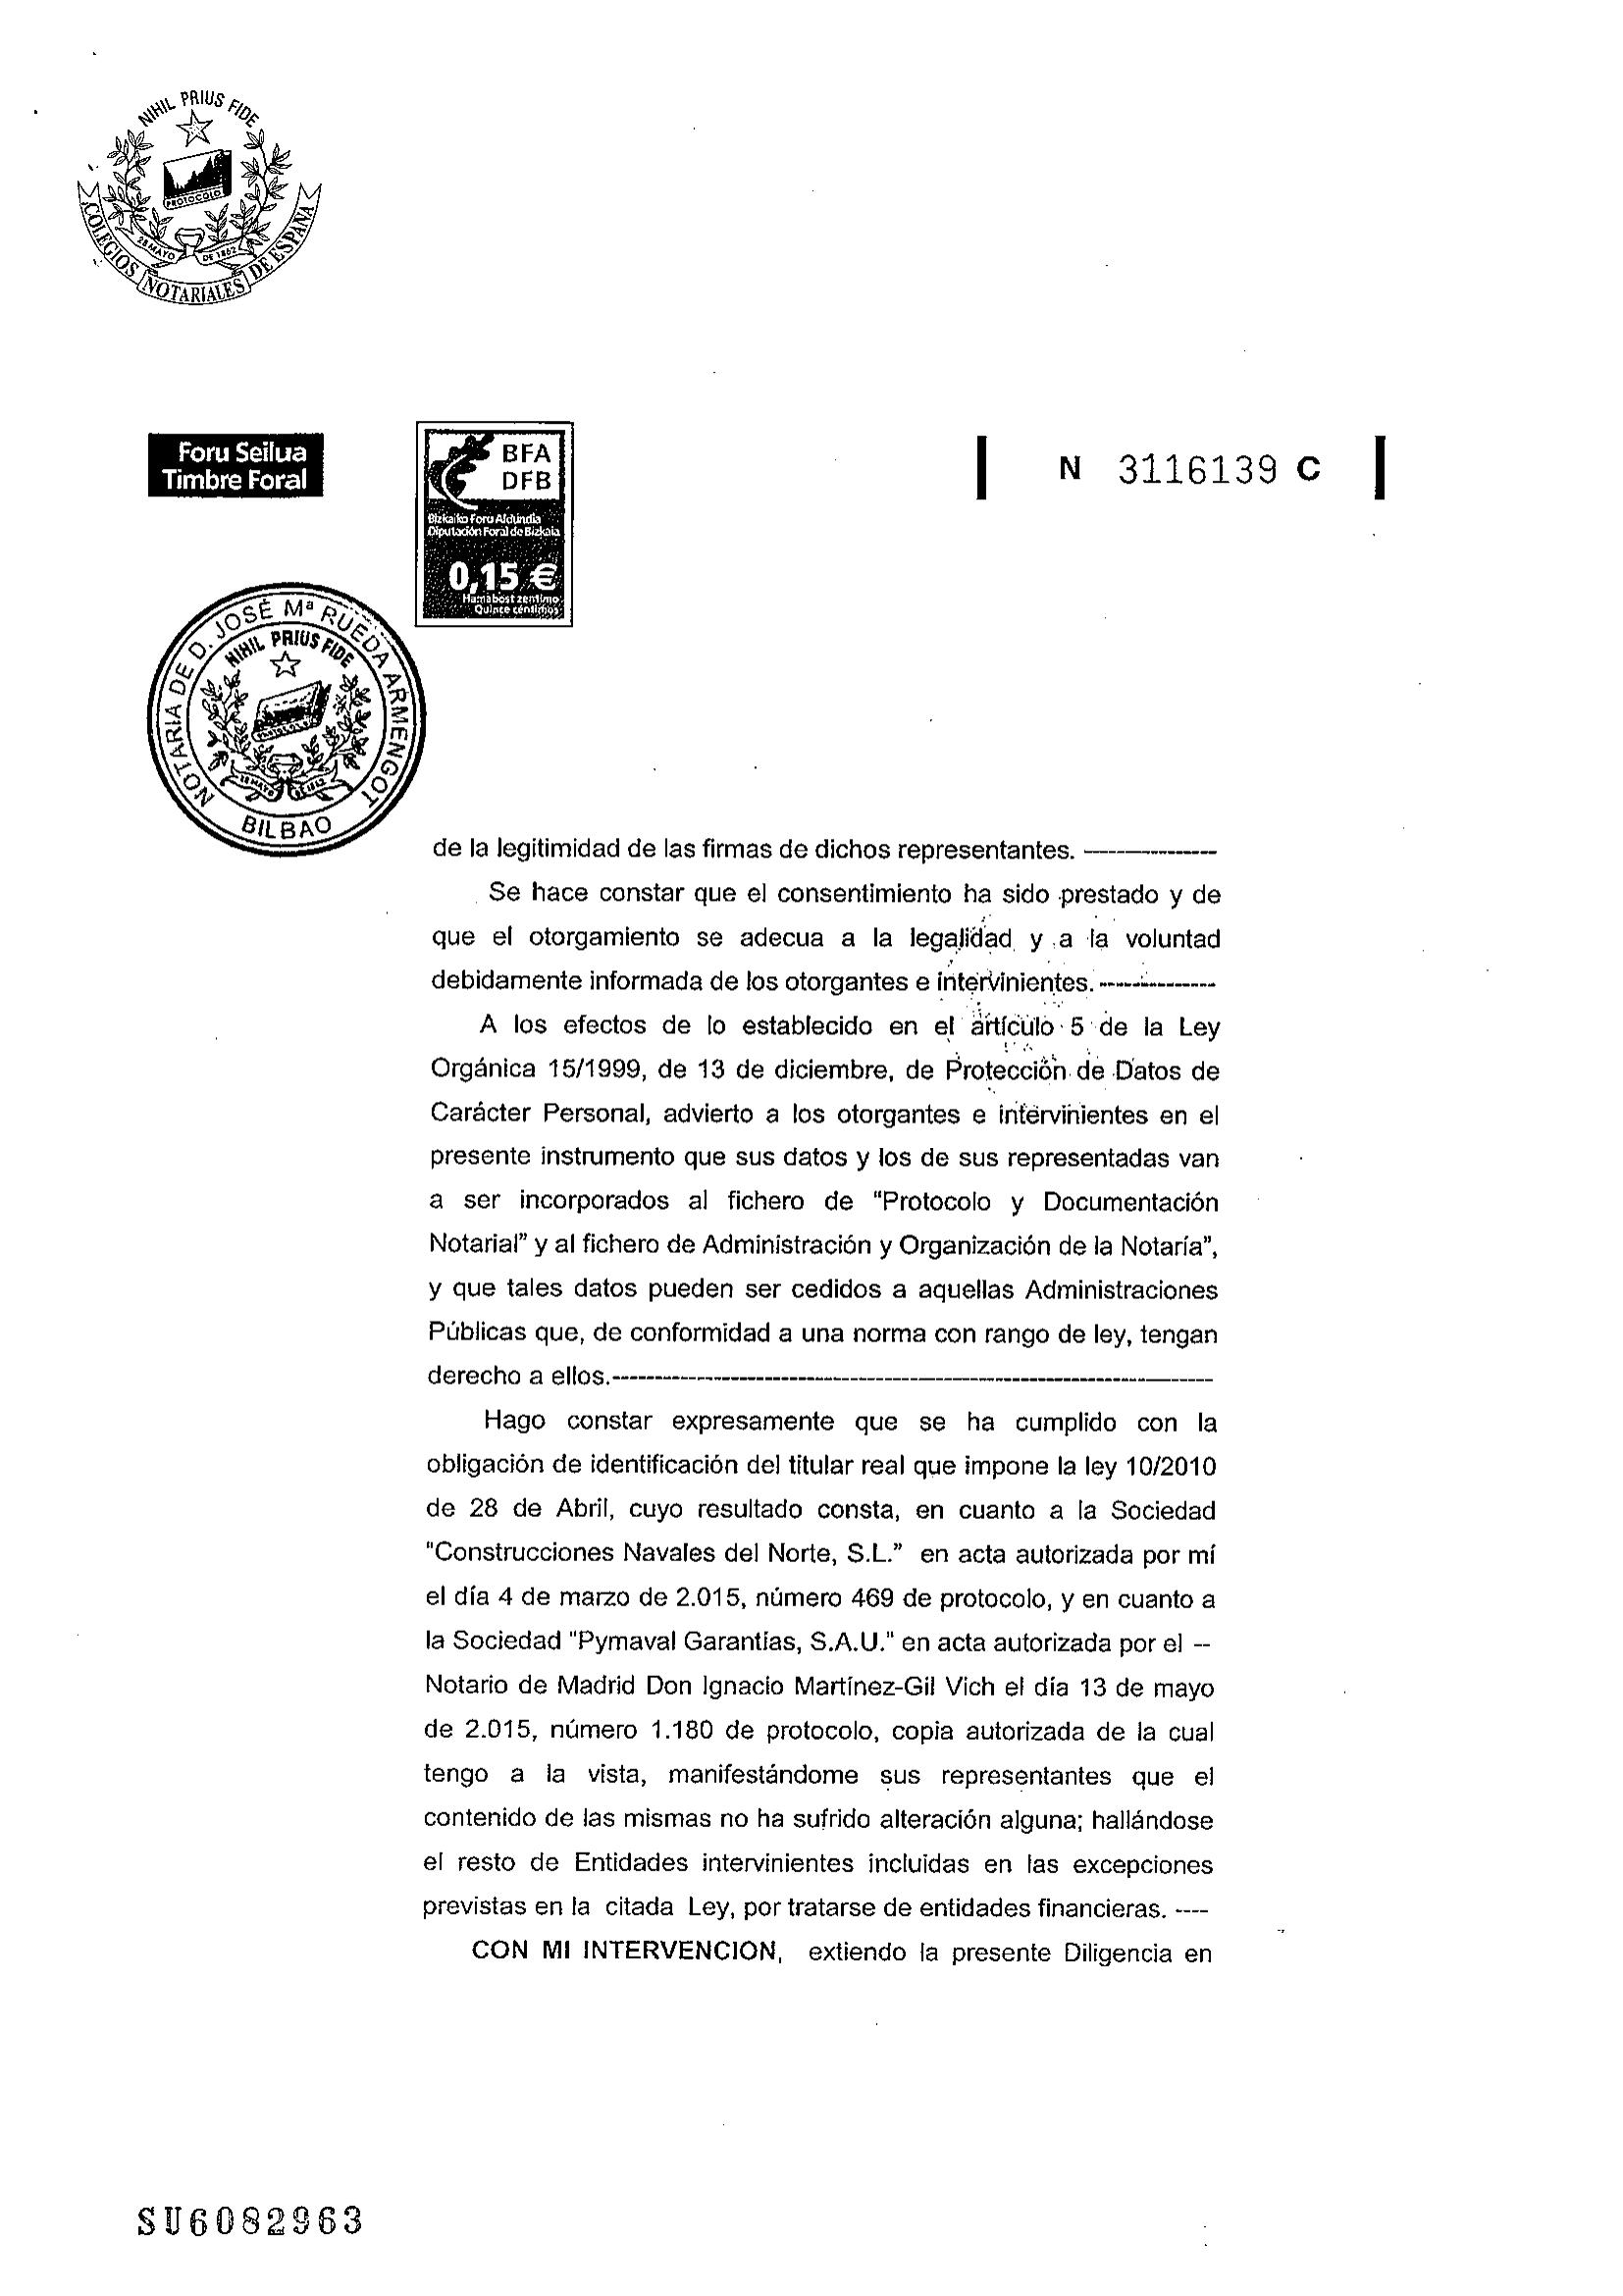 NIHIL PRIUS FIDE
PROTOCOLO
28 MAYO DE 1862
COLEGIOS NOTARIALES DE ESPAÑA
Foru Seilua
Timbre Foral
BFA
DFB
Bizkaiko Foru Aldundia
Diputación Foral de Bizkaia
0,15 €
Hamabost zentimo
Quince céntimos
N 3116139 C
NOTARIA DE D. JOSÉ Mª RUEDA ARMENGOT
NIHIL PRIUS FIDE
PROTOCOLO
28 MAYO DE 1862
BILBAO
de la legitimidad de las firmas de dichos representantes. ---------------
Se hace constar que el consentimiento ha sido prestado y de
que el otorgamiento se adecua a la legalidad y a la voluntad
debidamente informada de los otorgantes e intervinientes. --------------
A los efectos de lo establecido en el artículo 5 de la Ley
Orgánica 15/1999, de 13 de diciembre, de Protección de Datos de
Carácter Personal, advierto a los otorgantes e intervinientes en el
presente instrumento que sus datos y los de sus representadas van
a ser incorporados al fichero de "Protocolo y Documentación
Notarial" y al fichero de Administración y Organización de la Notaría",
y que tales datos pueden ser cedidos a aquellas Administraciones
Públicas que, de conformidad a una norma con rango de ley, tengan
derecho a ellos.----------------------------------------------------------------------
Hago constar expresamente que se ha cumplido con la
obligación de identificación del titular real que impone la ley 10/2010
de 28 de Abril, cuyo resultado consta, en cuanto a la Sociedad
"Construcciones Navales del Norte, S.L." en acta autorizada por mí
el día 4 de marzo de 2.015, número 469 de protocolo, y en cuanto a
la Sociedad "Pymaval Garantías, S.A.U." en acta autorizada por el --
Notario de Madrid Don Ignacio Martínez-Gil Vich el día 13 de mayo
de 2.015, número 1.180 de protocolo, copia autorizada de la cual
tengo a la vista, manifestándome sus representantes que el
contenido de las mismas no ha sufrido alteración alguna; hallándose
el resto de Entidades intervinientes incluidas en las excepciones
previstas en la citada Ley, por tratarse de entidades financieras. ----
CON MI INTERVENCION, extiendo la presente Diligencia en
SU6082963